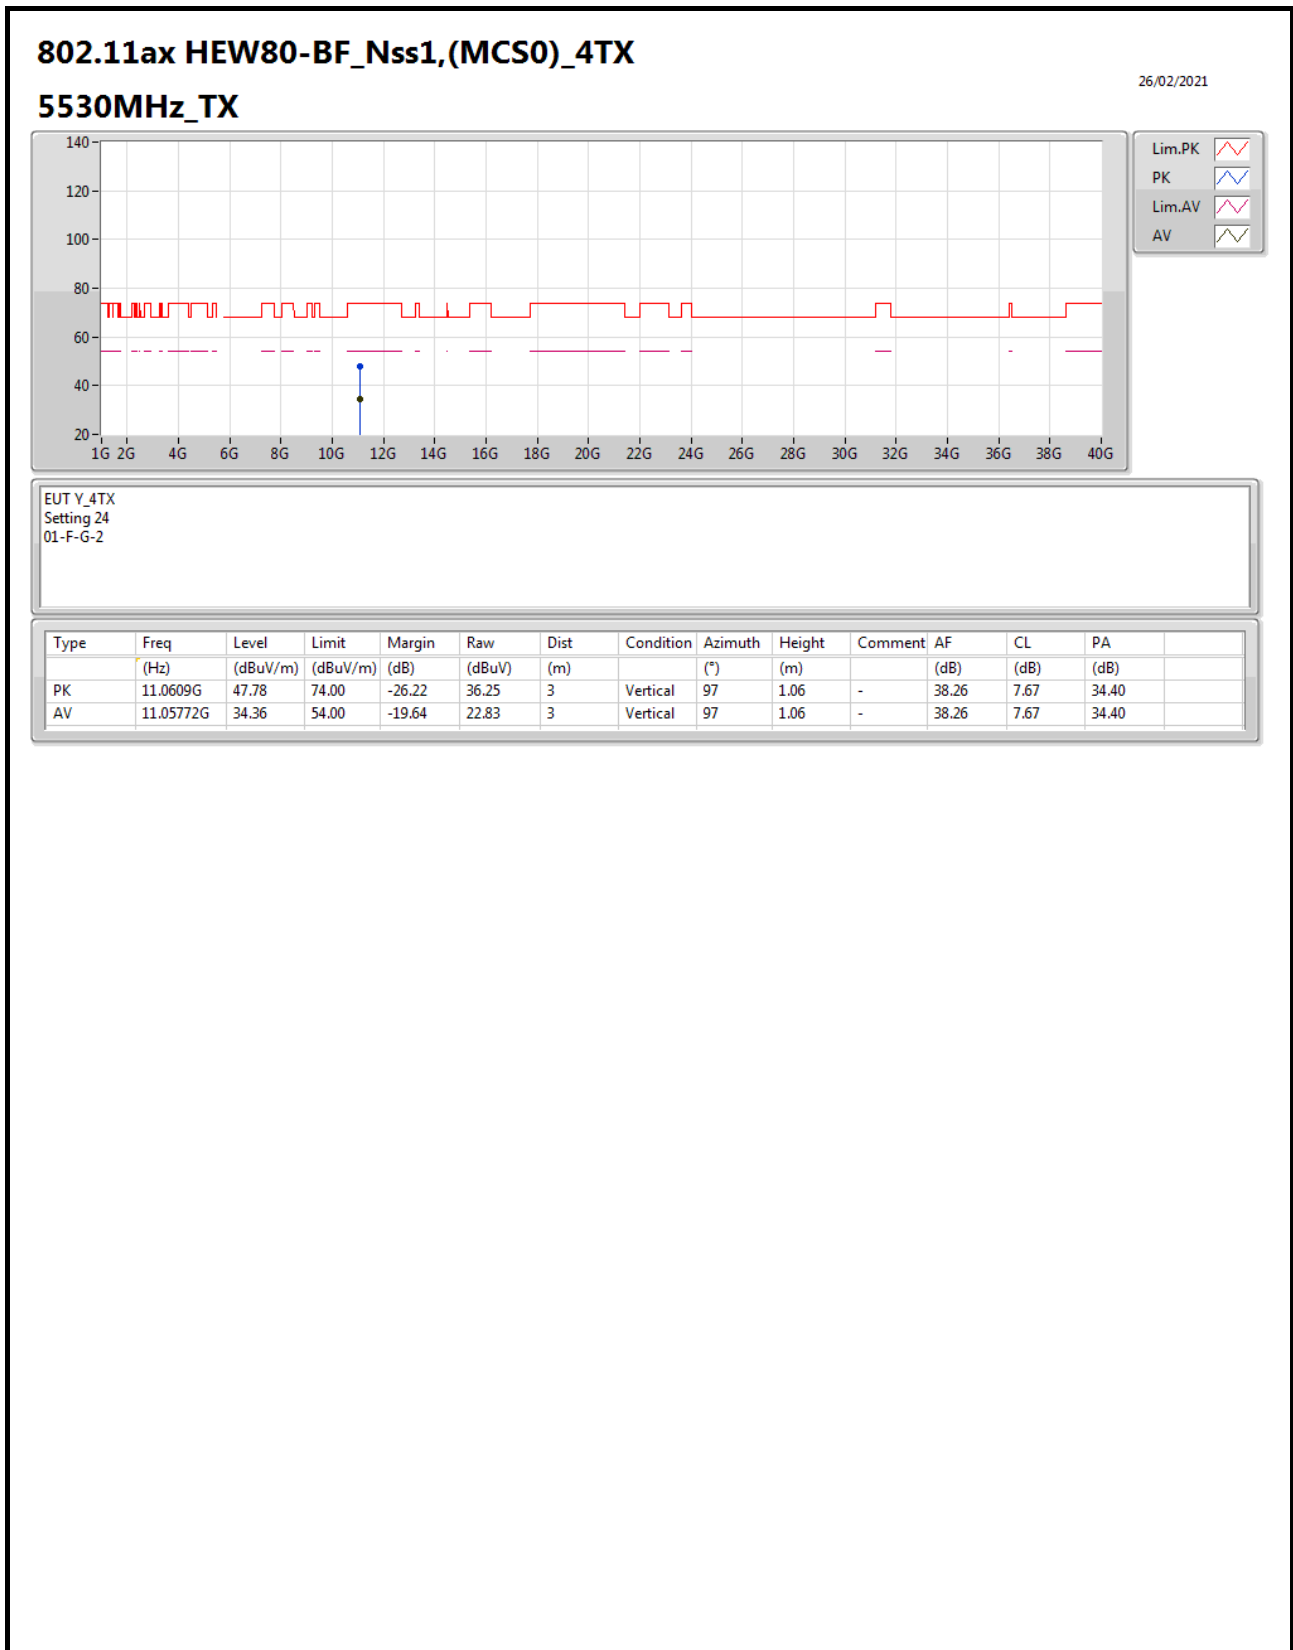 802.11ax HEW80-BF_Nss1,(MCS0)_4TX
26/02/2021
5530MHz_TX
140
120
100
80
60
40
20
1G 2G 4G 6G 8G 10G 12G 14G 16G 18G 20G 22G 24G 26G 28G 30G 32G 34G 36G 38G 40G
Lim.PK
PK
Lim.AV
AV
EUT Y_4TX
Setting 24
01-F-G-2
Type Freq Level Limit Margin Raw Dist Condition Azimuth Height Comment AF CL PA
(Hz) (dBuV/m) (dBuV/m) (dB) (dBuV) (m) (°) (m) (dB) (dB) (dB)
PK 11.0609G 47.78 74.00 -26.22 36.25 3 Vertical 97 1.06 - 38.26 7.67 34.40
AV 11.05772G 34.36 54.00 -19.64 22.83 3 Vertical 97 1.06 - 38.26 7.67 34.40